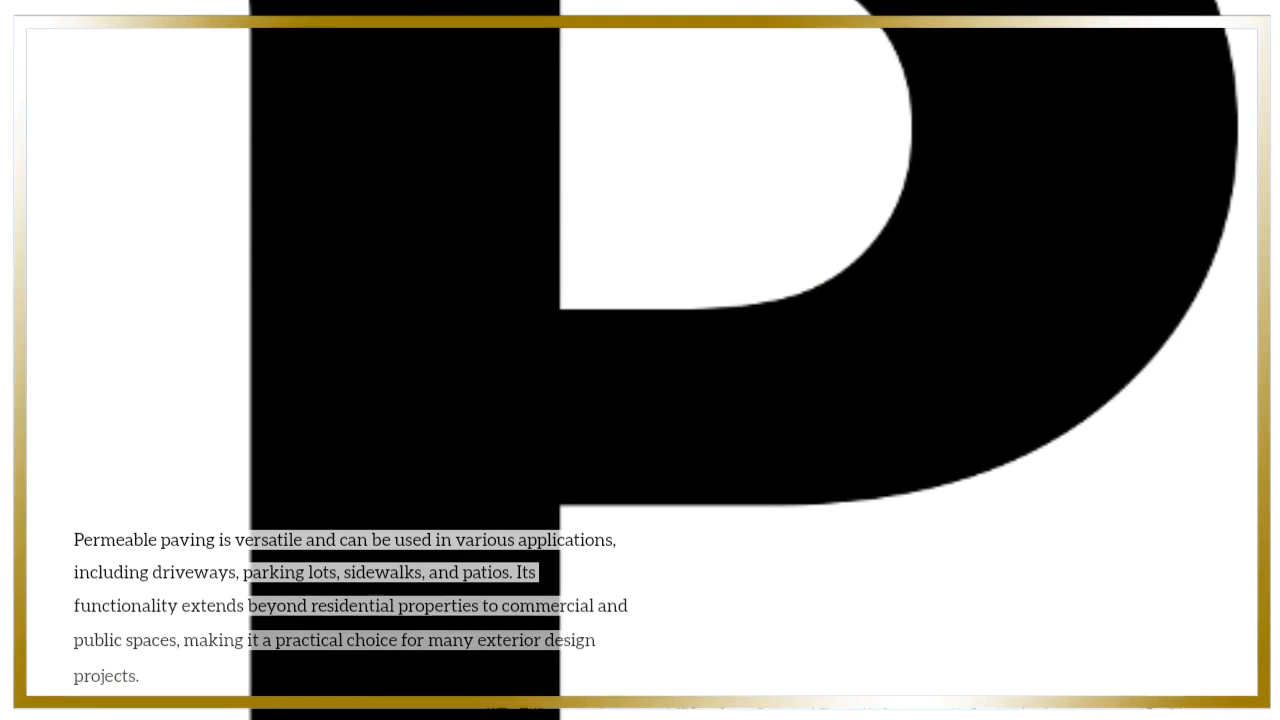 P
Permeable paving is versatile and can be used in various applications,
including driveways, parking lots, sidewalks, and patios. Its
functionality extends beyond residential properties to commercial and
public spaces, making it a practical choice for many exterior design
projects.